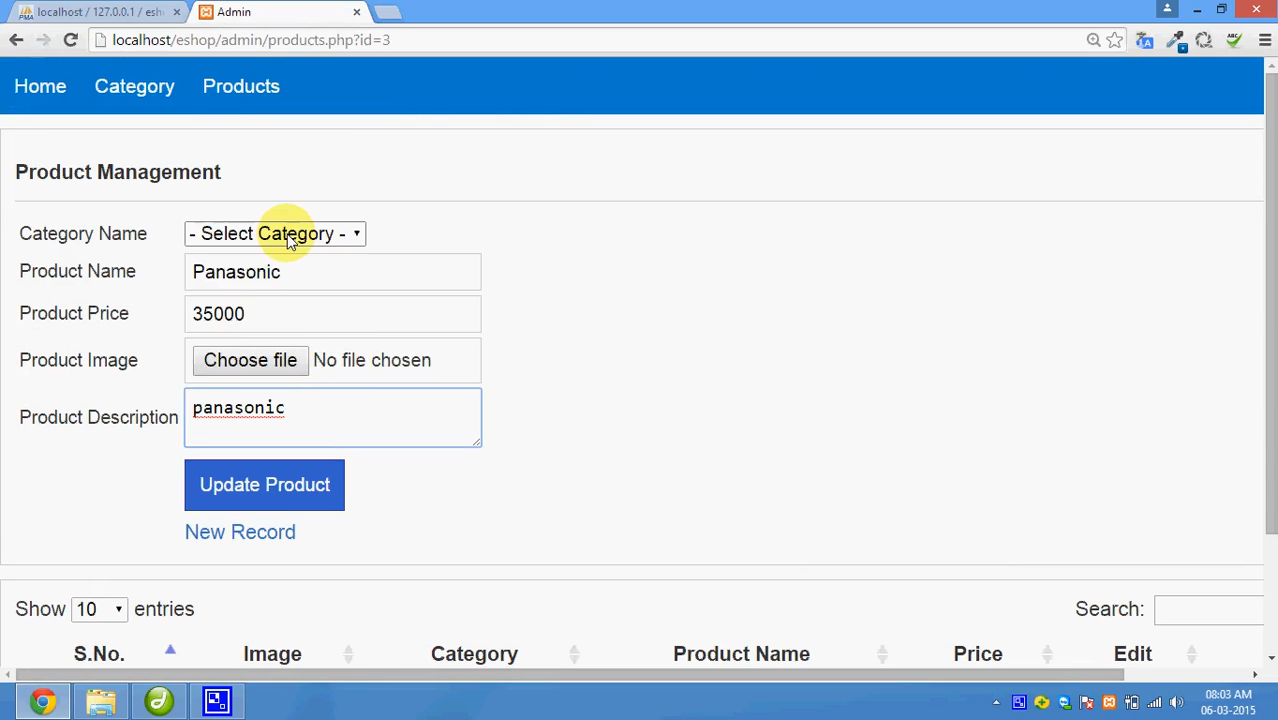 localhost / 127.0.0.1 / esh
Admin
localhost/eshop/admin/products.php?id=3
Home Category Products
Product Management
Category Name - Select Category -
Product Name Panasonic
Product Price 35000
Product Image Choose file No file chosen
Product Description panasonic
Update Product
New Record
Show 10 entries Search:
S.No. Image Category Product Name Price Edit
08:03 AM
06-03-2015